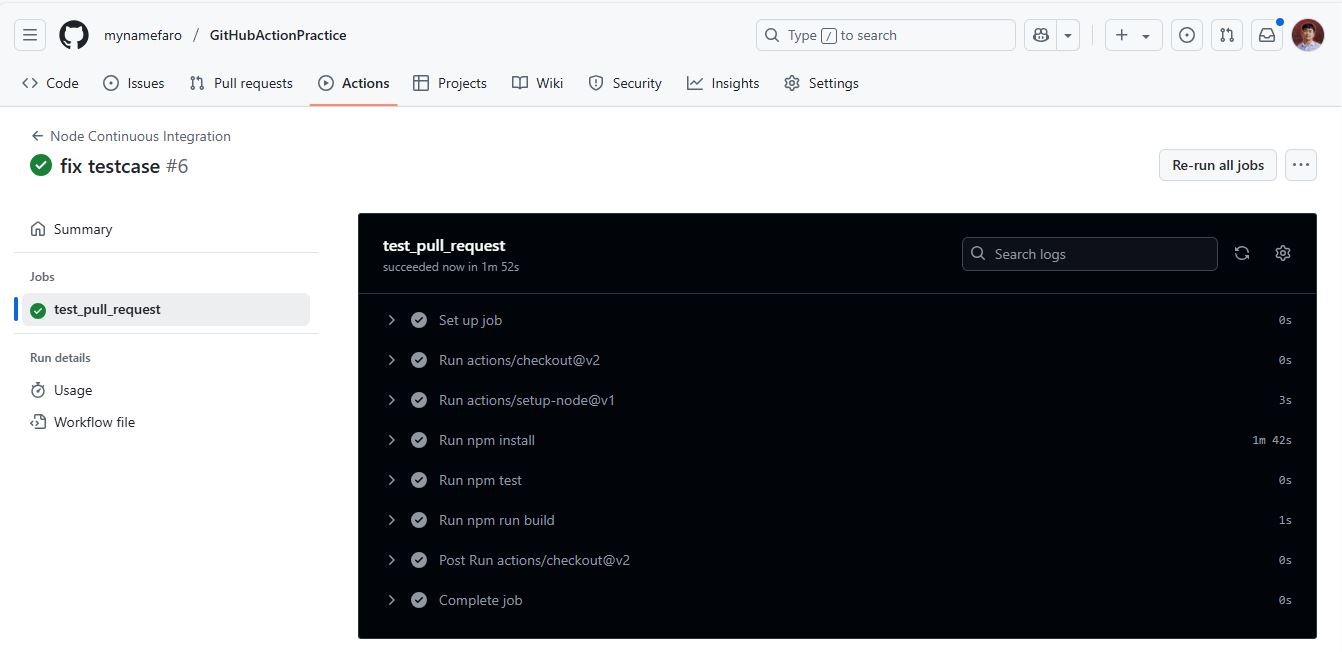 mynamefaro / GitHubActionPractice
Type / to search
Code Issues Pull requests Actions Projects Wiki Security Insights Settings
Node Continuous Integration
fix testcase #6
Re-run all jobs
Summary
Jobs
test_pull_request
Run details
Usage
Workflow file
test_pull_request
succeeded now in 1m 52s
Search logs
Set up job 0s
Run actions/checkout@v2 0s
Run actions/setup-node@v1 3s
Run npm install 1m 42s
Run npm test 0s
Run npm run build 1s
Post Run actions/checkout@v2 0s
Complete job 0s